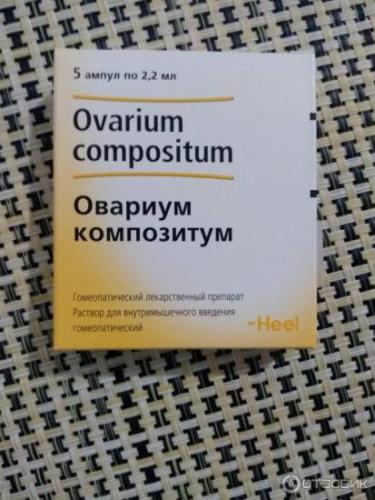 5 ампул по 2,2 мл
Ovarium
compositum
Овариум
композитум
Гомеопатический лекарственный препарат
Раствор для внутримышечного введения
гомеопатический
-Heel
ОТЗОВИК